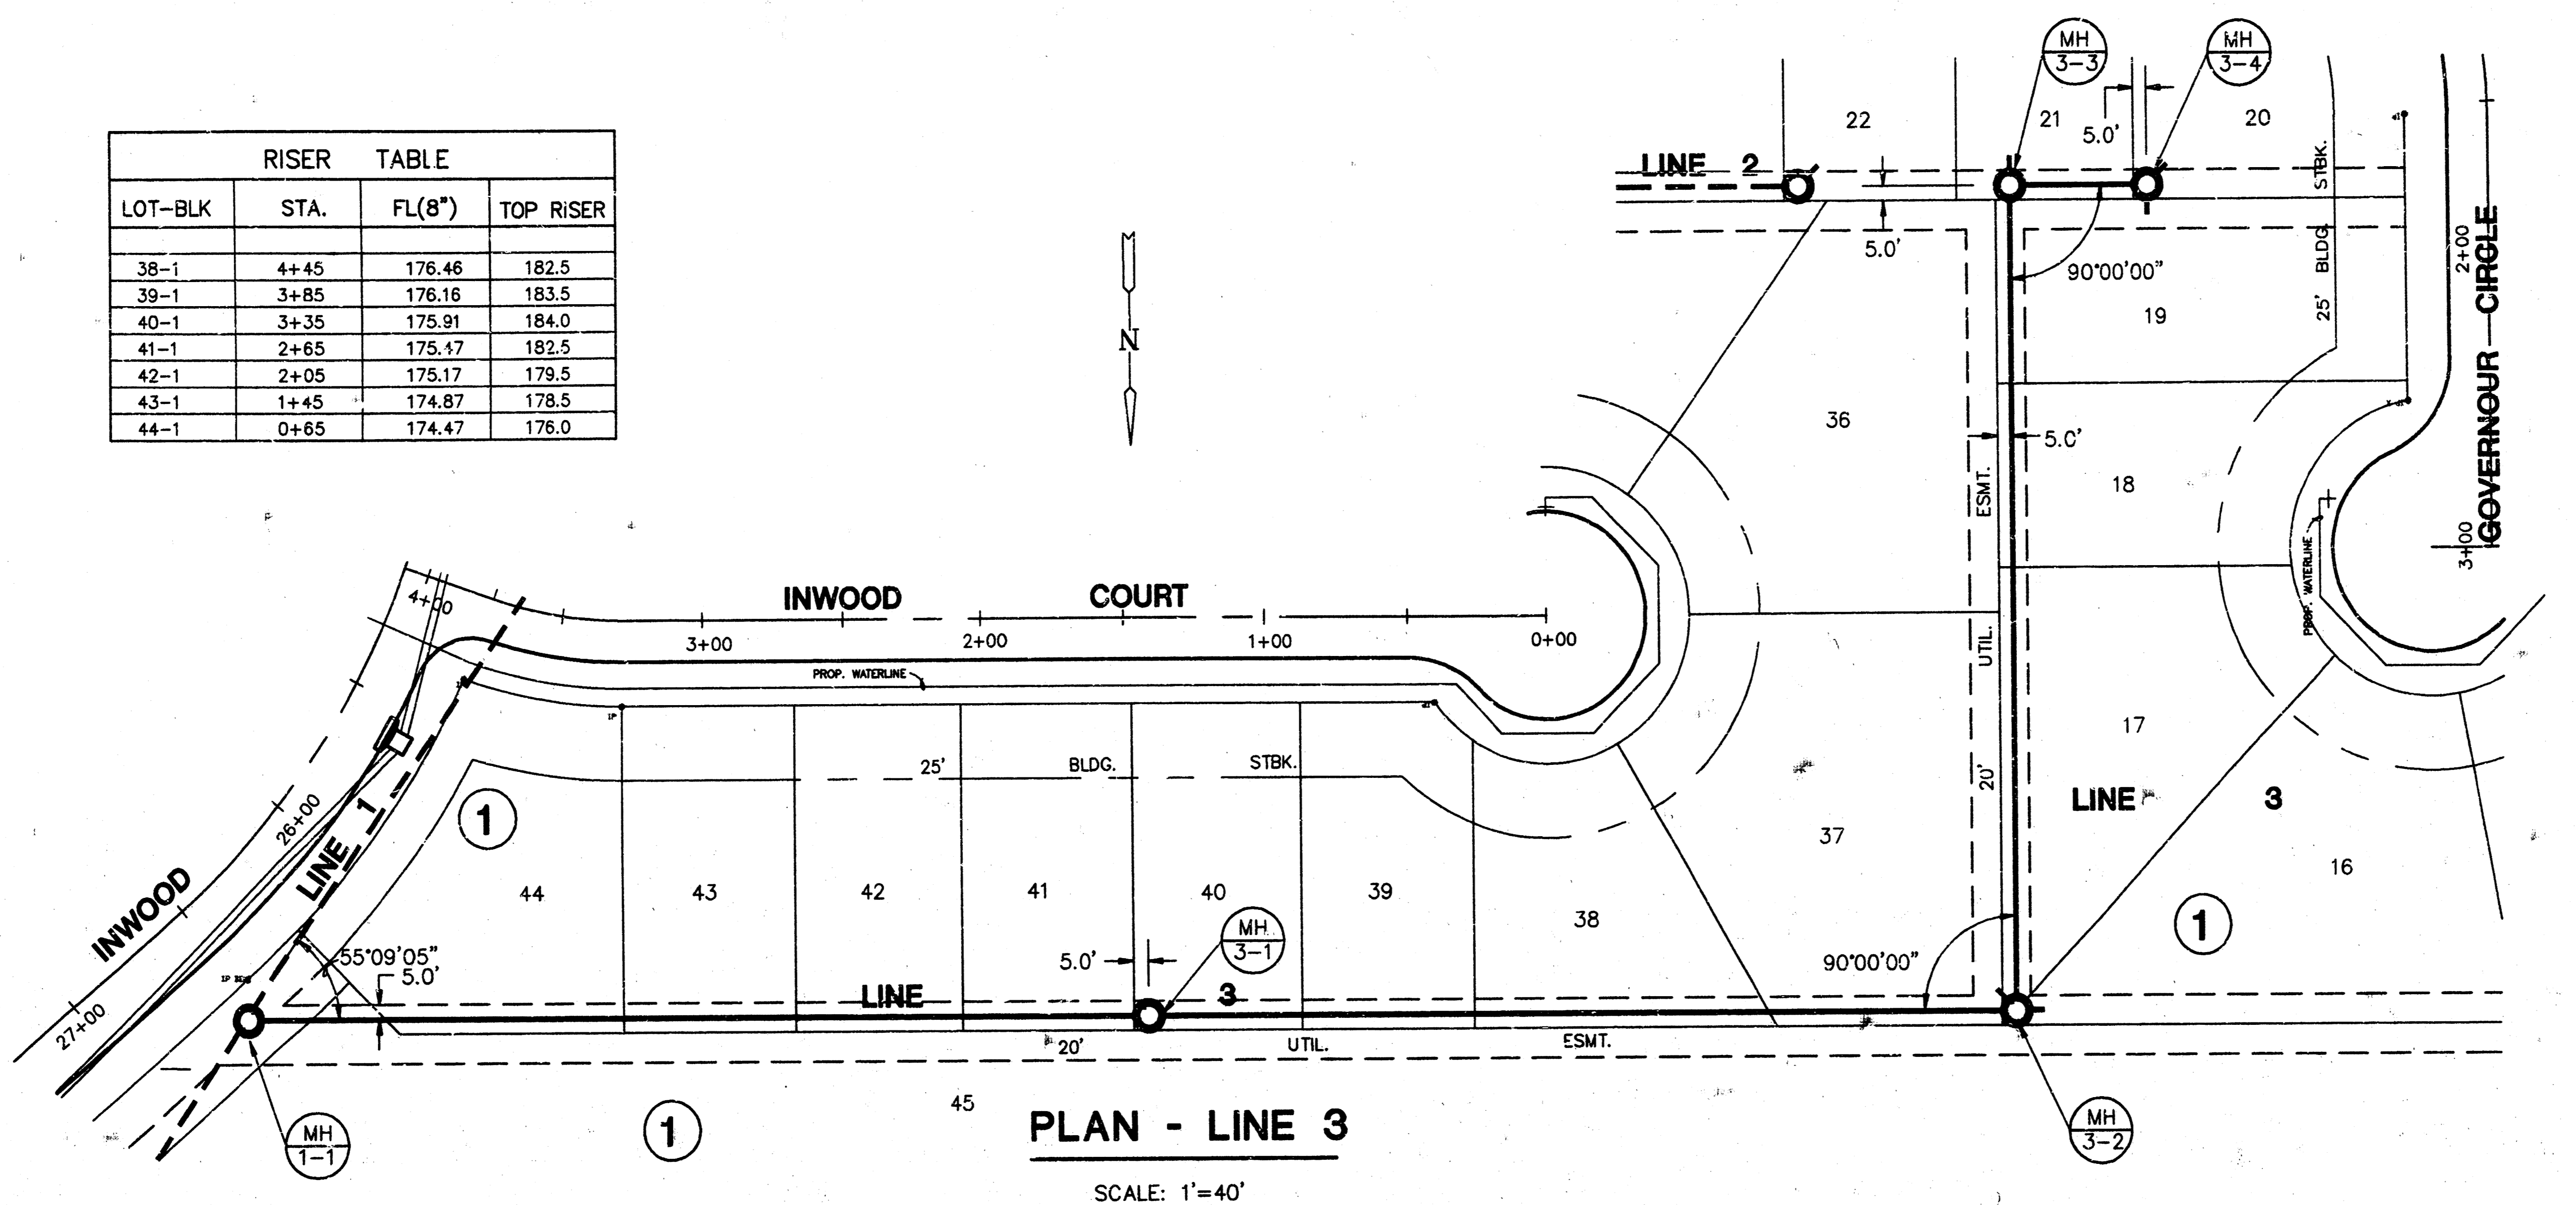 RISER TABLE
LOT-BLK STA. FL(8") TOP RISER
38-1 4+45 176.46 182.5
39-1 3+85 176.16 183.5
40-1 3+35 175.91 184.0
41-1 2+65 175.47 182.5
42-1 2+05 175.17 179.5
43-1 1+45 174.87 178.5
44-1 0+65 174.47 176.0
N
MH
3-3
MH
3-4
22
21
20
5.0'
LINE 2
5.0'
90°00'00"
19
25' BLDG. STBK.
2+00
GOVERNOUR CIRCLE
3+00
36
5.0'
18
ESMT.
UTIL.
20'
PROP. WATERLINE
17
LINE 3
16
1
37
90°00'00"
38
INWOOD COURT
4+00
3+00
2+00
1+00
0+00
PROP. WATERLINE
IP
25' BLDG. STBK.
1
44
43
42
41
40
39
26+00
LINE 1
INWOOD
27+00
55°09'05"
5.0'
5.0'
MH
3-1
LINE 3
20' UTIL. ESMT.
MH
1-1
1
45
MH
3-2
PLAN - LINE 3
SCALE: 1'=40'